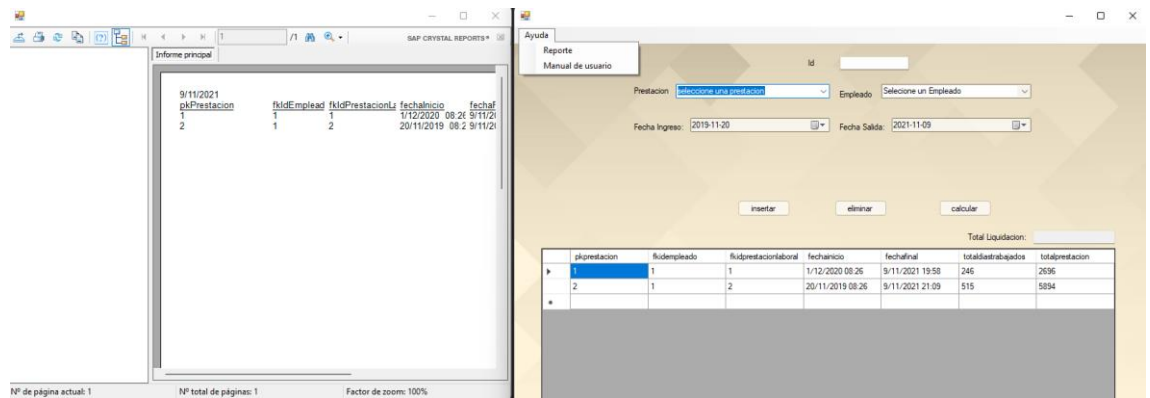 1 /1 SAP CRYSTAL REPORTS®
Informe principal
9/11/2021
pkPrestacion fkIdEmplead fkIdPrestacionLa fechaInicio fechaF
1 1 1 1/12/2020 08:26 9/11/20
2 1 2 20/11/2019 08:2 9/11/20
Nº de página actual: 1 Nº total de páginas: 1 Factor de zoom: 100%
Ayuda
Reporte
Manual de usuario
Id
Prestacion seleccione una prestacion Empleado Selecione un Empleado
Fecha Ingreso: 2019-11-20 Fecha Salida: 2021-11-09
insertar eliminar calcular
Total Liquidacion:
pkprestacion fkidempleado fkidprestacionlaboral fechainicio fechafinal totaldiastrabajados totalprestacion
1 1 1 1/12/2020 08:26 9/11/2021 19:58 246 2696
2 1 2 20/11/2019 08:26 9/11/2021 21:09 515 5894